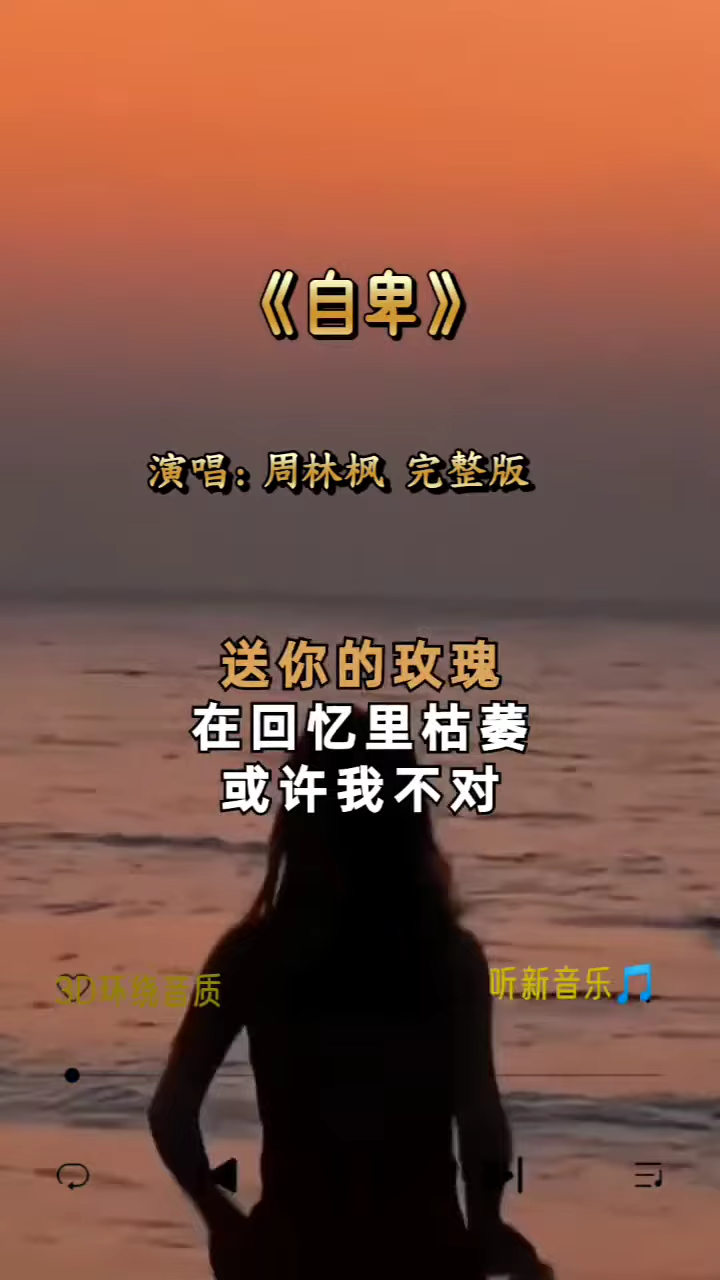 《自卑》
演唱：周林枫 完整版
送你的玫瑰
在回忆里枯萎
或许我不对
3D环绕音质
听新音乐🎵